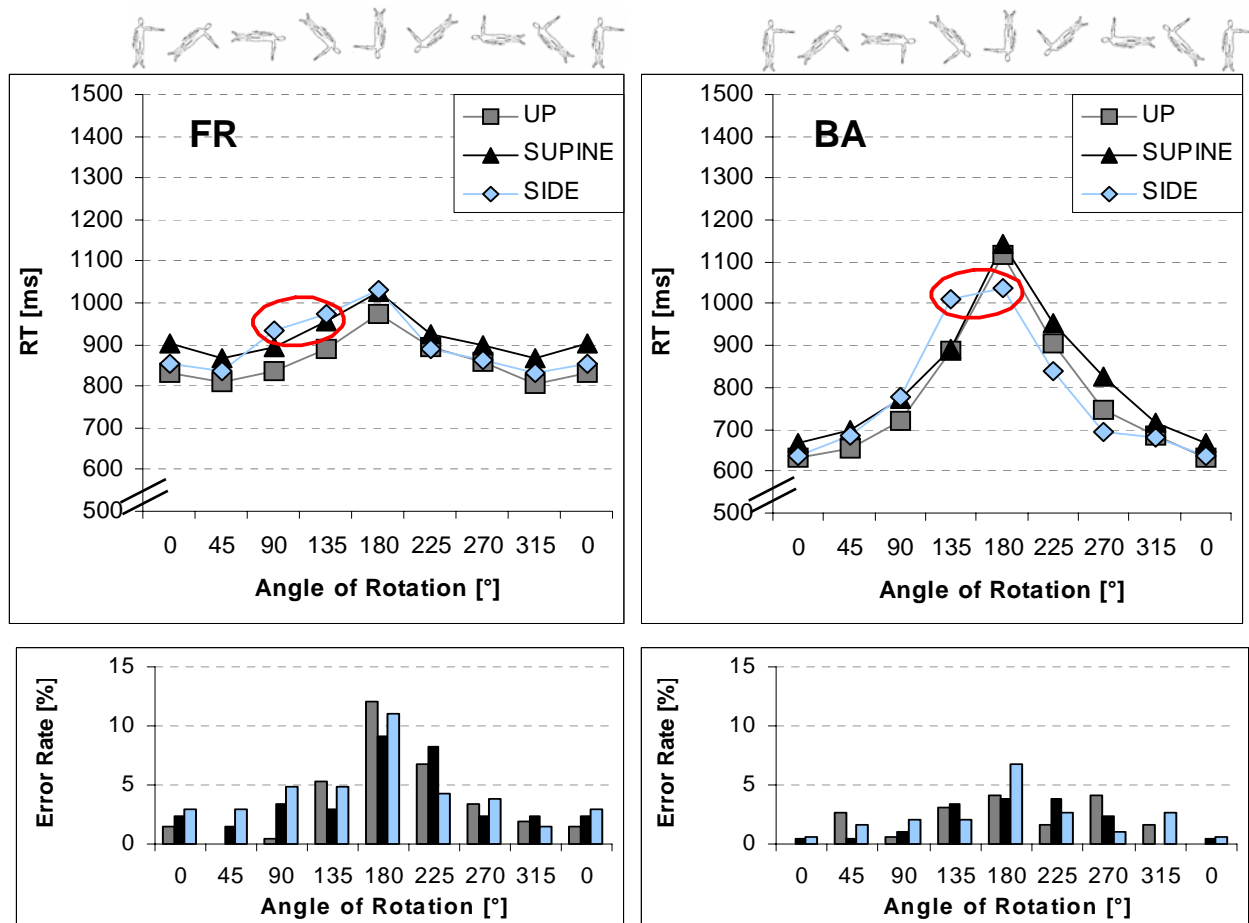 FR
UP
SUPINE
SIDE
1500
1400
1300
1200
1100
1000
900
800
700
600
500
RT [ms]
0 45 90 135 180 225 270 315 0
Angle of Rotation [°]
BA
UP
SUPINE
SIDE
1500
1400
1300
1200
1100
1000
900
800
700
600
500
RT [ms]
0 45 90 135 180 225 270 315 0
Angle of Rotation [°]
15
10
5
0
Error Rate [%]
0 45 90 135 180 225 270 315 0
Angle of Rotation [°]
15
10
5
0
Error Rate [%]
0 45 90 135 180 225 270 315 0
Angle of Rotation [°]